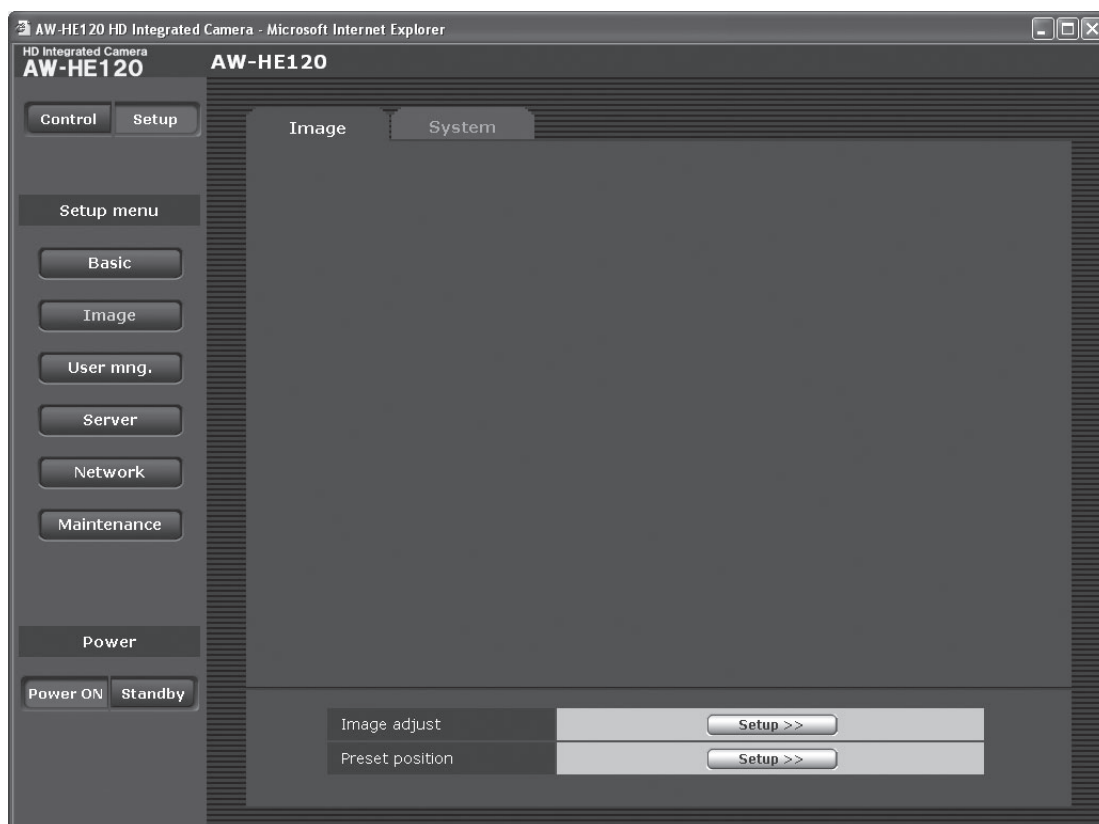 AW-HE120 HD Integrated Camera - Microsoft Internet Explorer
HD Integrated Camera
AW-HE120
AW-HE120
Control Setup
Image System
Setup menu
Basic
Image
User mng.
Server
Network
Maintenance
Power
Power ON Standby
Image adjust Setup >>
Preset position Setup >>